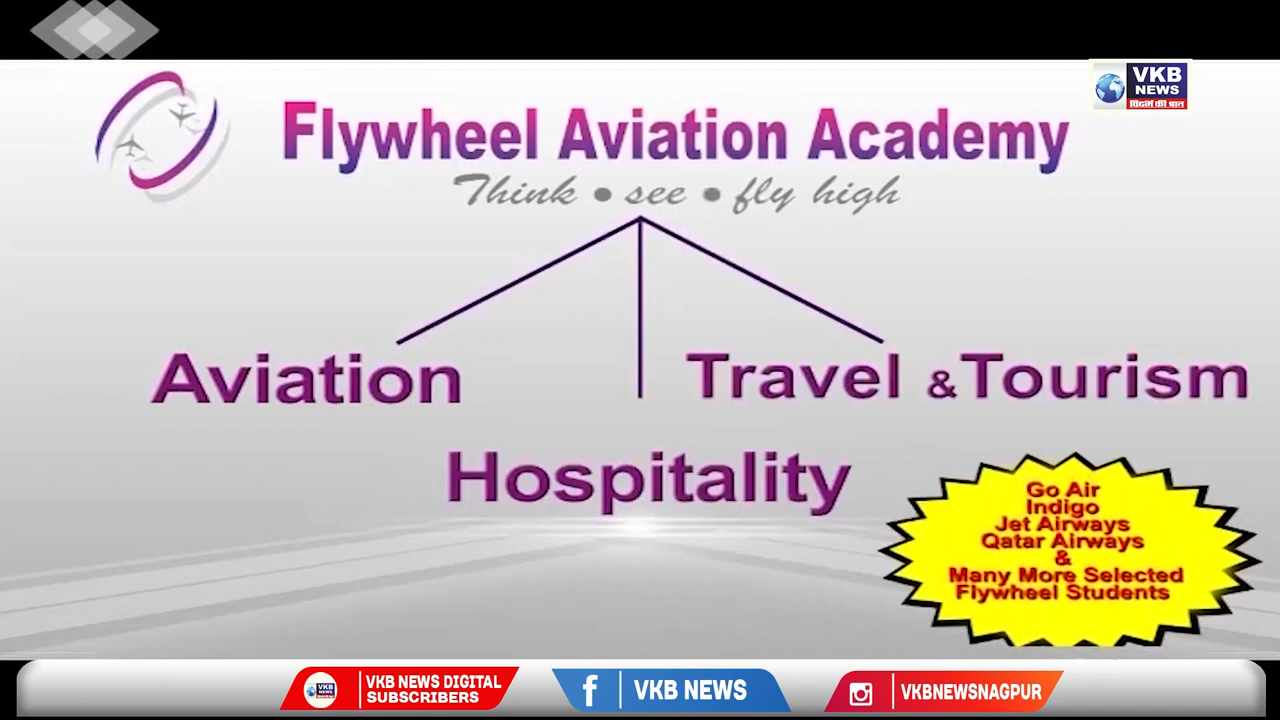 VKB
NEWS
विदर्भ की बात
Flywheel Aviation Academy
Think • see • fly high
Aviation
Travel & Tourism
Hospitality
Go Air
Indigo
Jet Airways
Qatar Airways
&
Many More Selected
Flywheel Students
VKB NEWS DIGITAL
SUBSCRIBERS
VKB NEWS
VKBNEWSNAGPUR